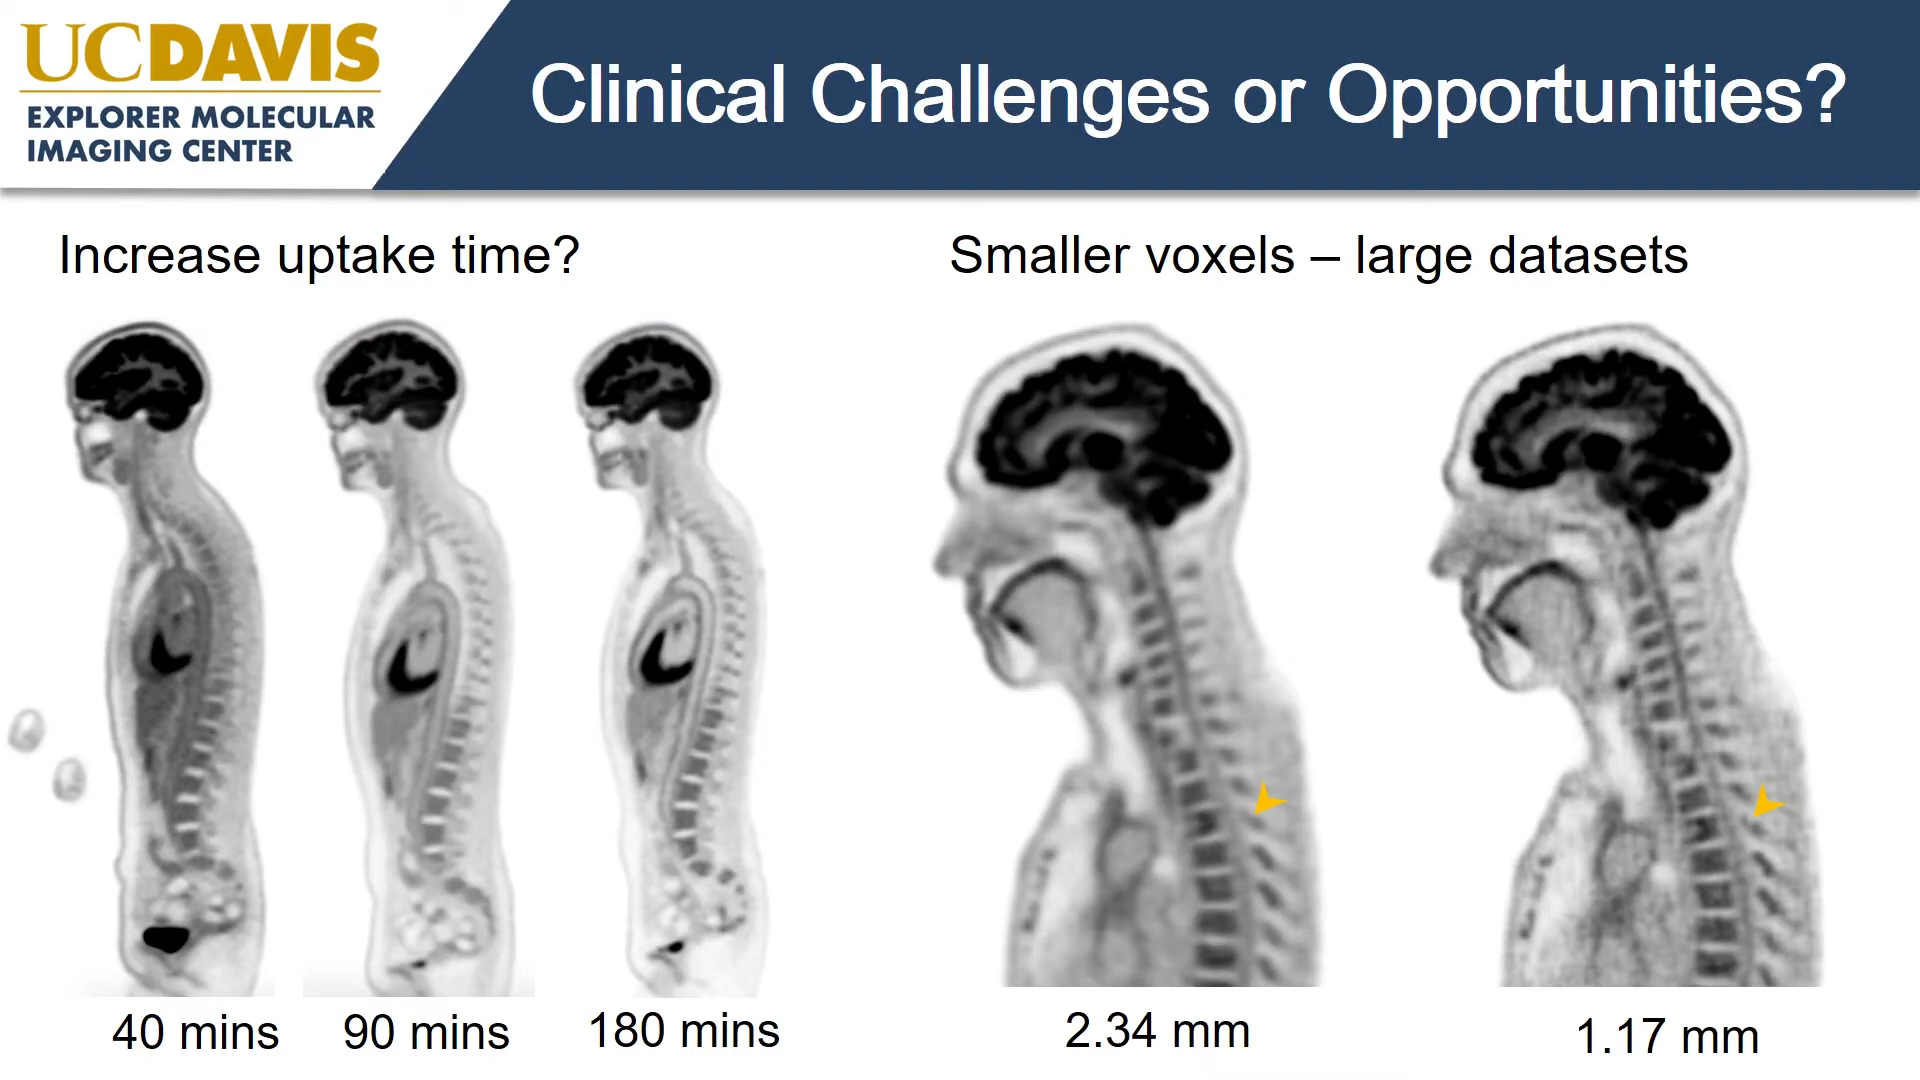 UCDAVIS
EXPLORER MOLECULAR
IMAGING CENTER
Clinical Challenges or Opportunities?
Increase uptake time?
40 mins
90 mins
180 mins
Smaller voxels – large datasets
2.34 mm
1.17 mm